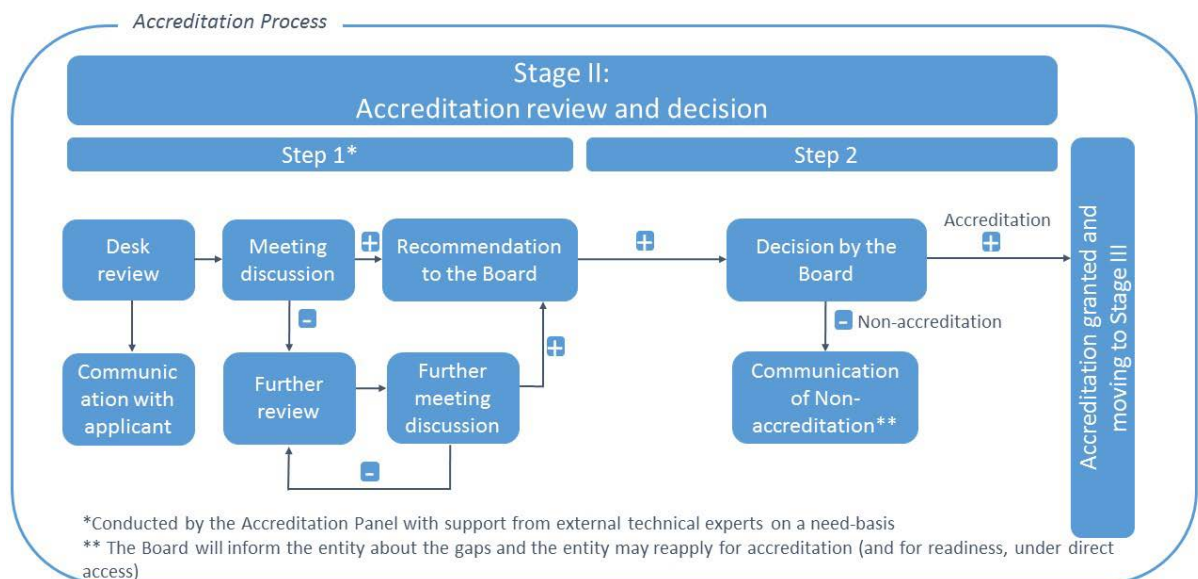 Accreditation Process
Stage II:
Accreditation review and decision
Step 1*
Step 2
Desk
review
Meeting
discussion
+
Recommendation
to the Board
+
Decision by the
Board
Accreditation
+
-
Non-accreditation
+
-
Communic
ation with
applicant
Further
review
Further
meeting
discussion
Communication
of Non-
accreditation**
-
Accreditation granted and
moving to Stage III
*Conducted by the Accreditation Panel with support from external technical experts on a need-basis
** The Board will inform the entity about the gaps and the entity may reapply for accreditation (and for readiness, under direct
access)